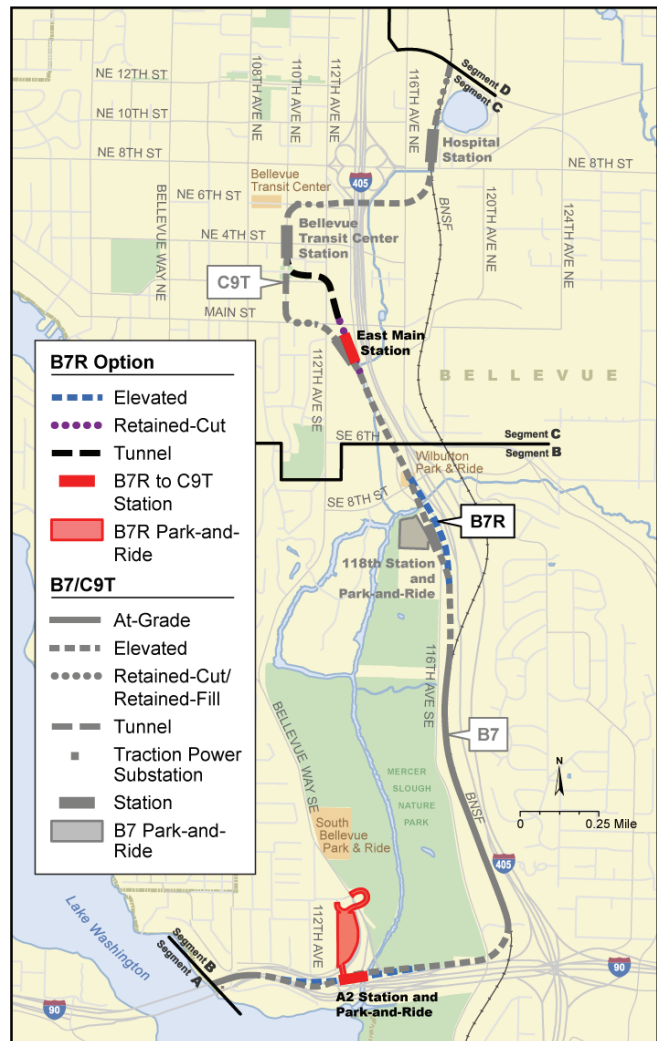 Segment D
Segment C
NE 12TH ST
108TH AVE NE
110TH AVE NE
112TH AVE NE
116TH AVE NE
NE 10TH ST
Hospital
Station
NE 8TH ST
NE 8TH ST
BELLEVUE WAY NE
Bellevue
Transit Center
405
NE 6TH ST
BNSF
120TH AVE NE
124TH AVE NE
NE 4TH ST
Bellevue
Transit Center
Station
C9T
MAIN ST
East Main
Station
112TH AVE SE
BELLEVUE
B7R Option
Elevated
Retained-Cut
Tunnel
B7R to C9T
Station
B7R Park-and-
Ride
B7/C9T
At-Grade
Elevated
Retained-Cut/
Retained-Fill
Tunnel
Traction Power
Substation
Station
B7 Park-and-
Ride
SE 6TH
Segment C
Segment B
Wilburton
Park & Ride
SE 8TH ST
B7R
118th Station
and
Park-and-Ride
116TH AVE SE
BELLEVUE WAY SE
B7
MERCER
SLOUGH
NATURE
PARK
BNSF
N
0
0.25 Mile
South
Bellevue
Park & Ride
405
112TH AVE
Lake Washington
Segment B
Segment A
90
90
A2 Station and
Park-and-Ride